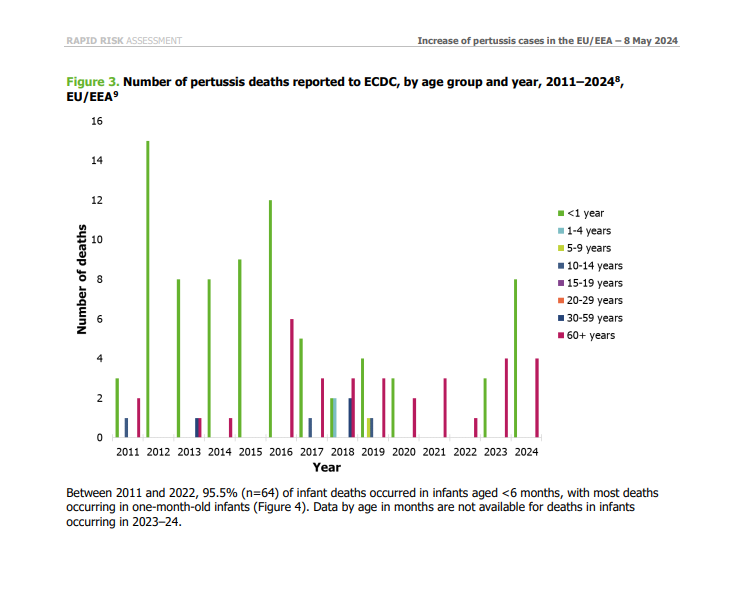 RAPID RISK ASSESSMENT
Increase of pertussis cases in the EU/EEA – 8 May 2024
Figure 3. Number of pertussis deaths reported to ECDC, by age group and year, 2011–2024⁸,
EU/EEA⁹
16
14
12
10
8
6
4
2
0
Number of deaths
2011 2012 2013 2014 2015 2016 2017 2018 2019 2020 2021 2022 2023 2024
Year
<1 year
1-4 years
5-9 years
10-14 years
15-19 years
20-29 years
30-59 years
60+ years
Between 2011 and 2022, 95.5% (n=64) of infant deaths occurred in infants aged <6 months, with most deaths
occurring in one-month-old infants (Figure 4). Data by age in months are not available for deaths in infants
occurring in 2023–24.